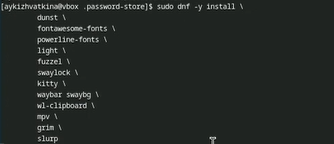 [aykizhvatkina@vbox .password-store]$ sudo dnf -y install \
dunst \
fontawesome-fonts \
powerline-fonts \
light \
fuzzel \
swaylock \
kitty \
waybar swaybg \
wl-clipboard \
mpv \
grim \
slurp